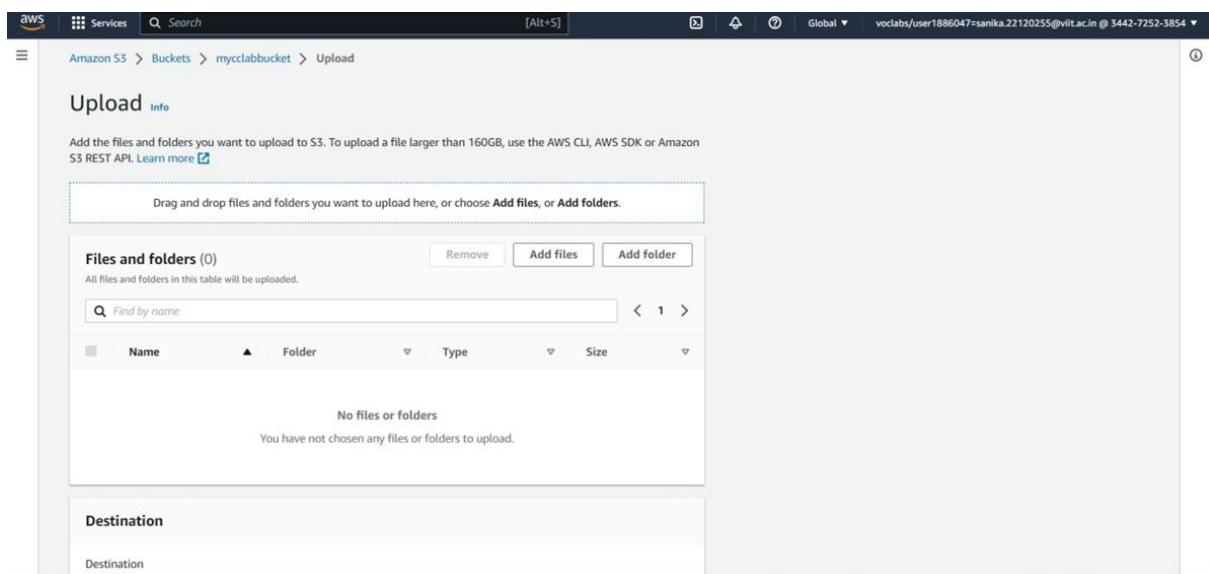 aws Services Search [Alt+S] Global voclabs/user1886047=sanika.22120255@viit.ac.in @ 3442-7252-3854
Amazon S3 > Buckets > mycclabbucket > Upload
Upload Info
Add the files and folders you want to upload to S3. To upload a file larger than 160GB, use the AWS CLI, AWS SDK or Amazon
S3 REST API. Learn more
Drag and drop files and folders you want to upload here, or choose Add files, or Add folders.
Files and folders (0) Remove Add files Add folder
All files and folders in this table will be uploaded.
Find by name < 1 >
Name Folder Type Size
No files or folders
You have not chosen any files or folders to upload.
Destination
Destination